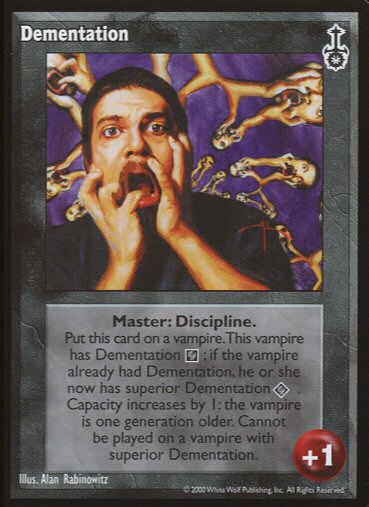 Dementation
Master: Discipline.
Put this card on a vampire. This vampire
has Dementation ; if the vampire
already had Dementation, he or she
now has superior Dementation .
Capacity increases by 1: the vampire
is one generation older. Cannot
be played on a vampire with
superior Dementation.
+1
Illus. Alan Rabinowitz
© 2000 White Wolf Publishing, Inc. All Rights Reserved.